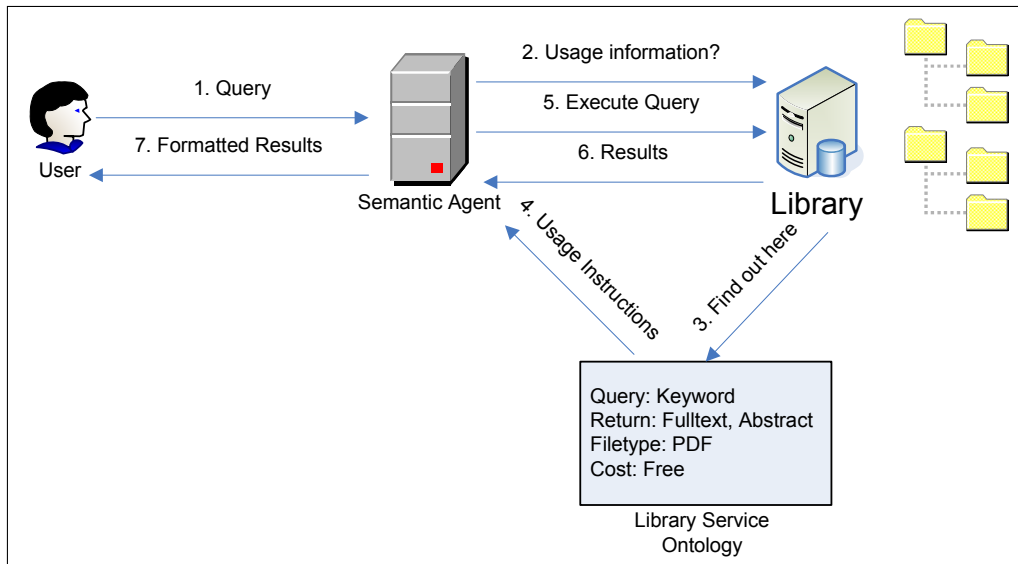 2. Usage information?
1. Query
5. Execute Query
7. Formatted Results
6. Results
User
Semantic Agent
Library
4. Usage Instructions
3. Find out here
Query: Keyword
Return: Fulltext, Abstract
Filetype: PDF
Cost: Free
Library Service
Ontology